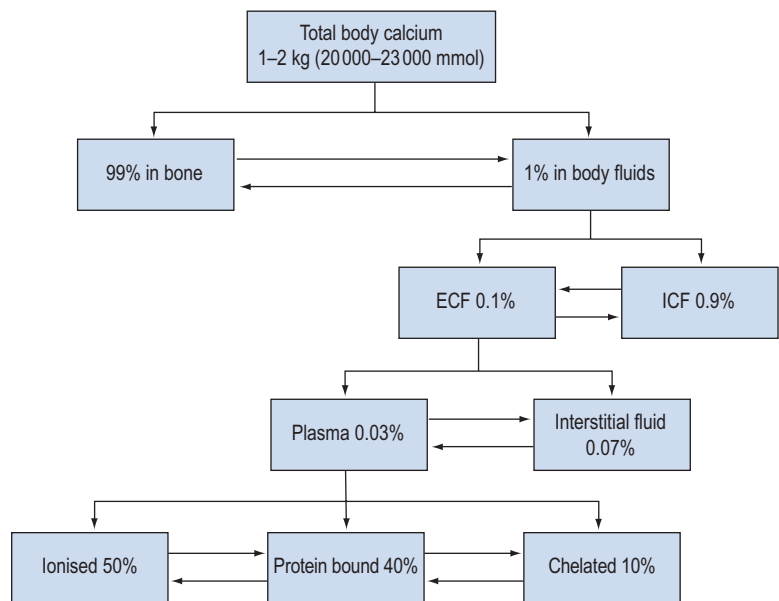 Total body calcium
1–2 kg (20 000–23 000 mmol)
99% in bone
1% in body fluids
ECF 0.1%
ICF 0.9%
Plasma 0.03%
Interstitial fluid
0.07%
Ionised 50%
Protein bound 40%
Chelated 10%